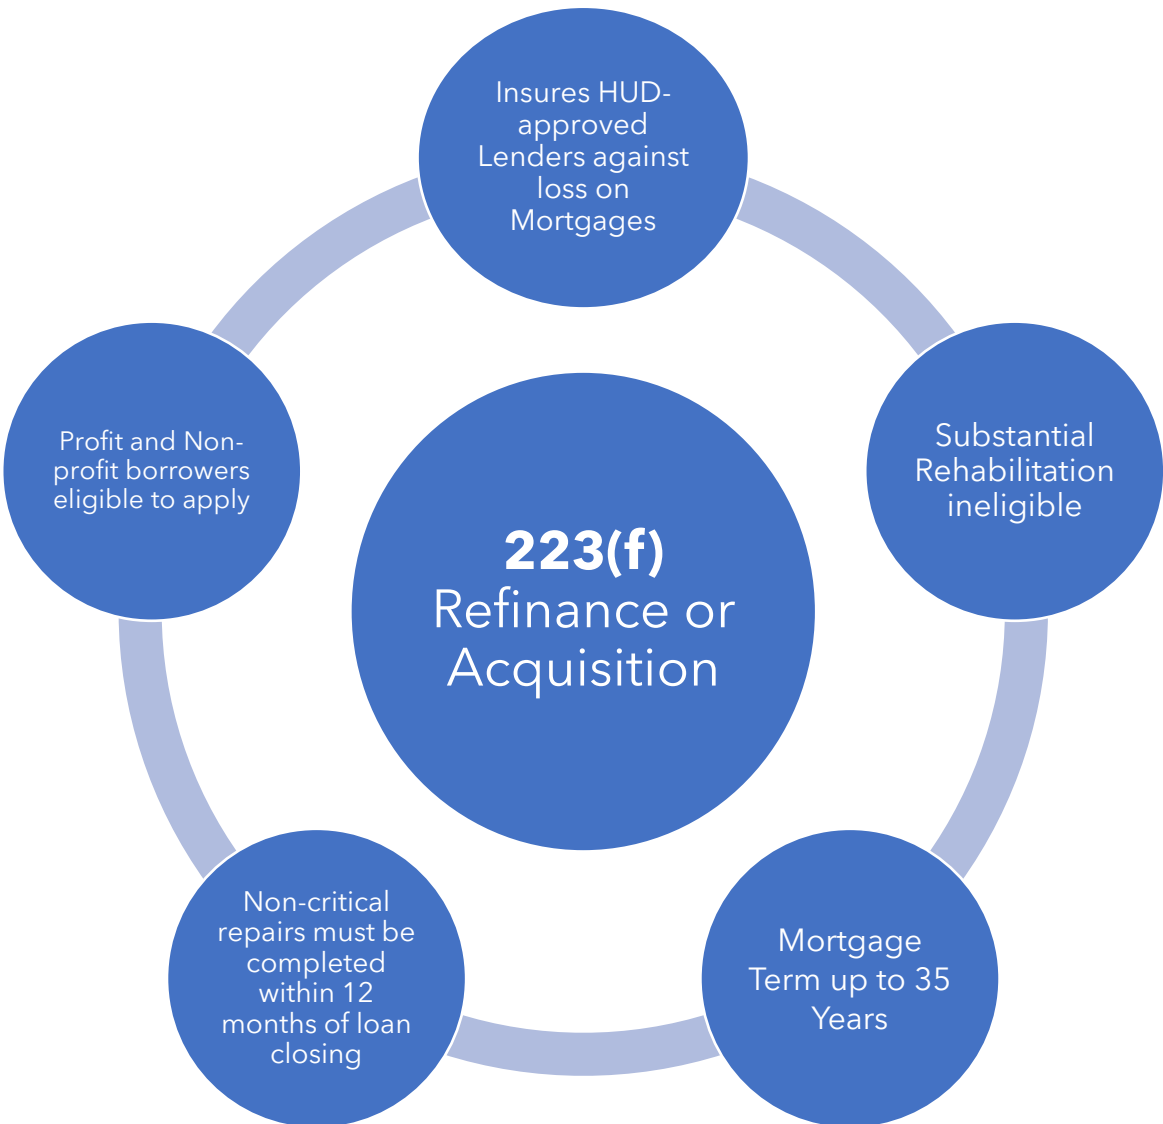 Insures HUD-
approved
Lenders against
loss on
Mortgages
Substantial
Rehabilitation
ineligible
Mortgage
Term up to 35
Years
Non-critical
repairs must be
completed
within 12
months of loan
closing
Profit and Non-
profit borrowers
eligible to apply
223(f)
Refinance or
Acquisition